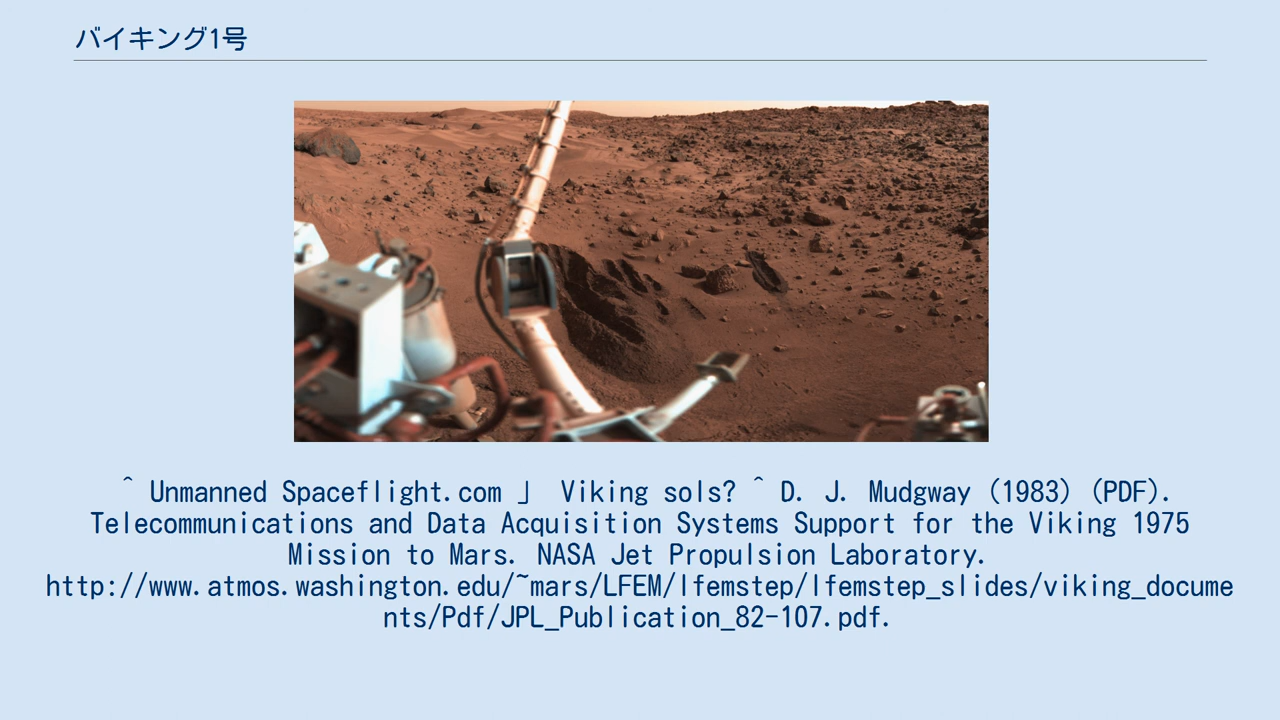 バイキング1号
^ Unmanned Spaceflight.com 」 Viking sols? ^ D. J. Mudgway (1983) (PDF).
Telecommunications and Data Acquisition Systems Support for the Viking 1975
Mission to Mars. NASA Jet Propulsion Laboratory.
http://www.atmos.washington.edu/~mars/LFEM/lfemstep/lfemstep_slides/viking_docume
nts/Pdf/JPL_Publication_82-107.pdf.